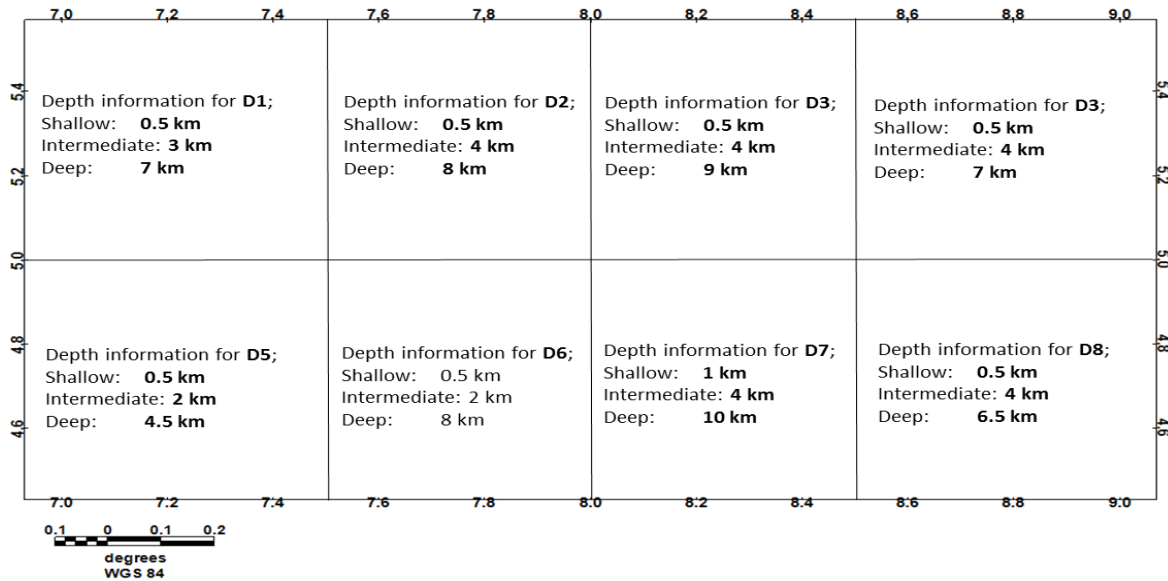 7.0 7.6 8.0 8.4 8.8 9.0
5.4
5.2
5.0
4.8
4.6
Depth information for D1;
Shallow: 0.5 km
Intermediate: 3 km
Deep: 7 km
Depth information for D2;
Shallow: 0.5 km
Intermediate: 4 km
Deep: 8 km
Depth information for D3;
Shallow: 0.5 km
Intermediate: 4 km
Deep: 9 km
Depth information for D3;
Shallow: 0.5 km
Intermediate: 4 km
Deep: 7 km
Depth information for D5;
Shallow: 0.5 km
Intermediate: 2 km
Deep: 4.5 km
Depth information for D6;
Shallow: 0.5 km
Intermediate: 2 km
Deep: 8 km
Depth information for D7;
Shallow: 1 km
Intermediate: 4 km
Deep: 10 km
Depth information for D8;
Shallow: 0.5 km
Intermediate: 4 km
Deep: 6.5 km
5.4
5.2
5.0
4.8
4.6
7.0 7.2 7.4 7.6 7.8 8.0 8.2 8.4 8.6 8.8 9.0
0.1 0 0.1 0.2
degrees
WGS 84